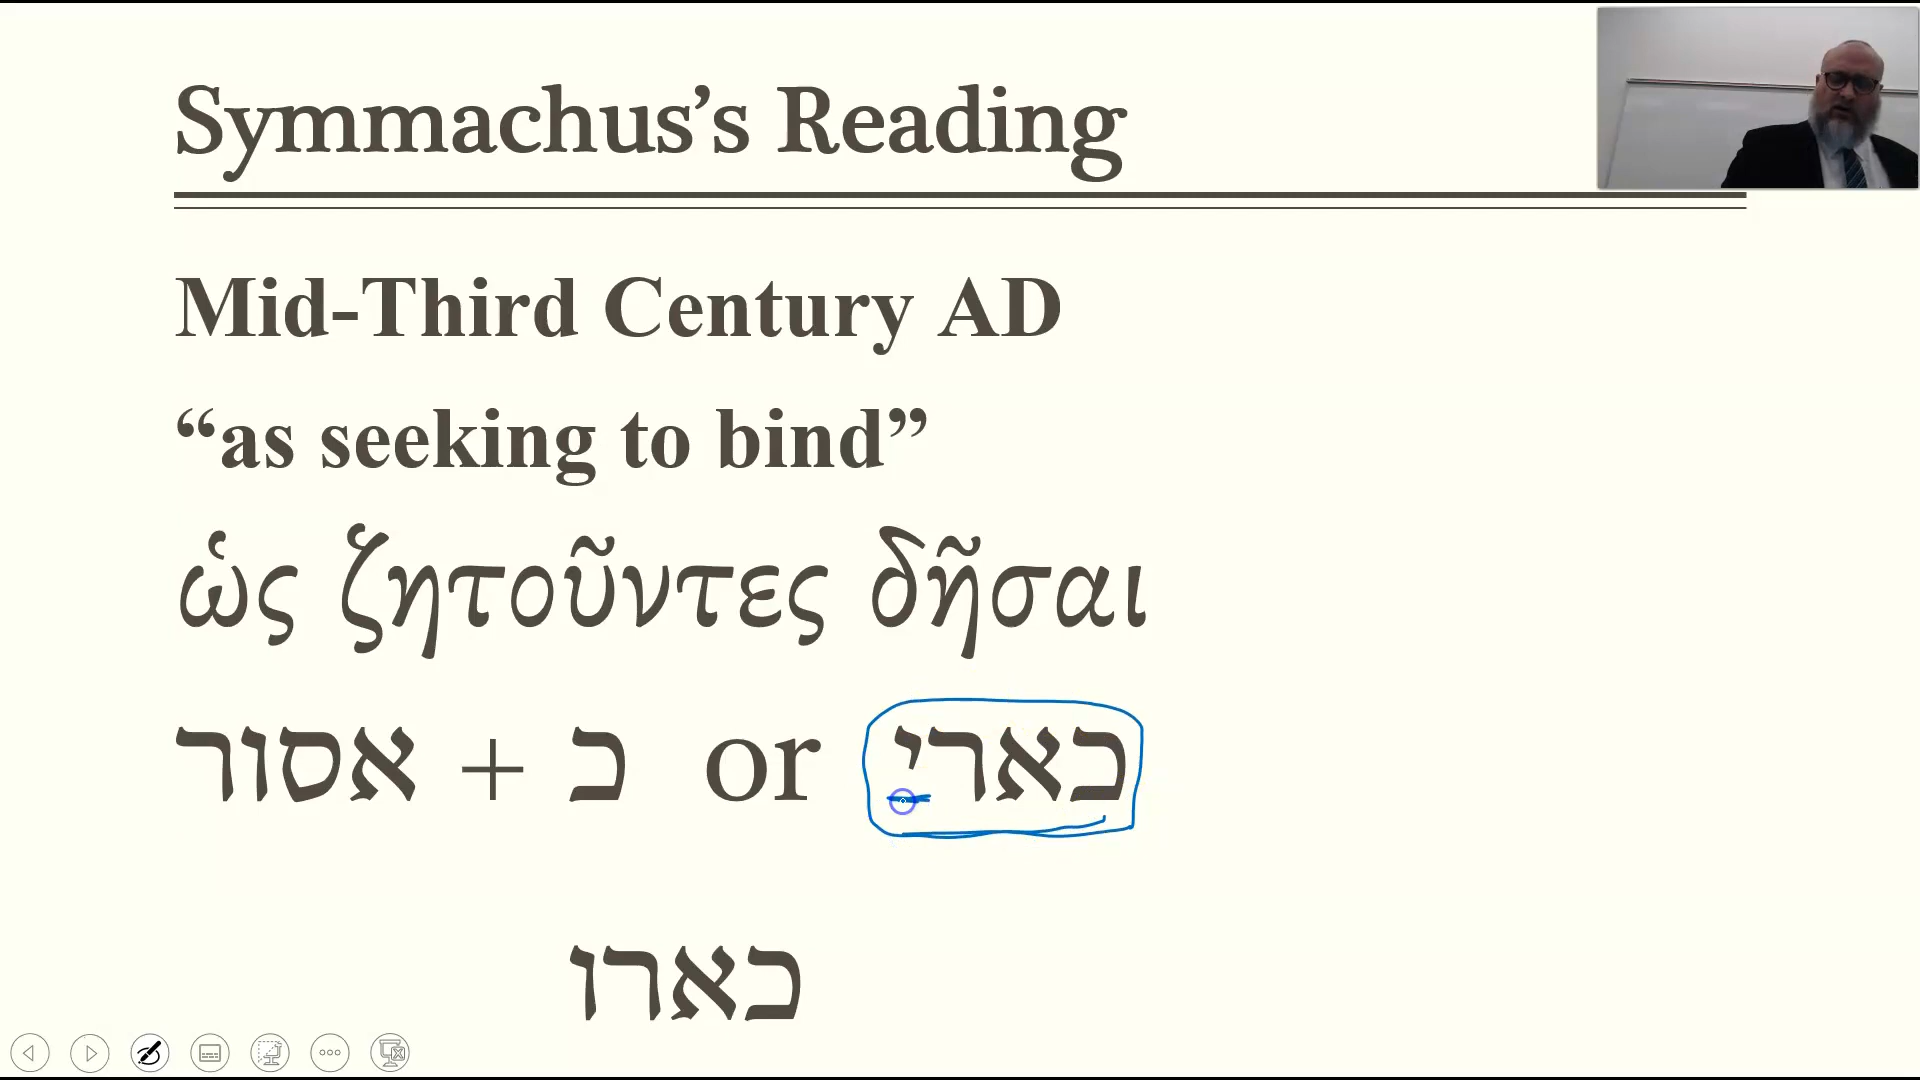 Symmachus’s Reading
Mid-Third Century AD
“as seeking to bind”
ὡς ζητοῦντες δῆσαι
אסור + כ or כארי
כארו